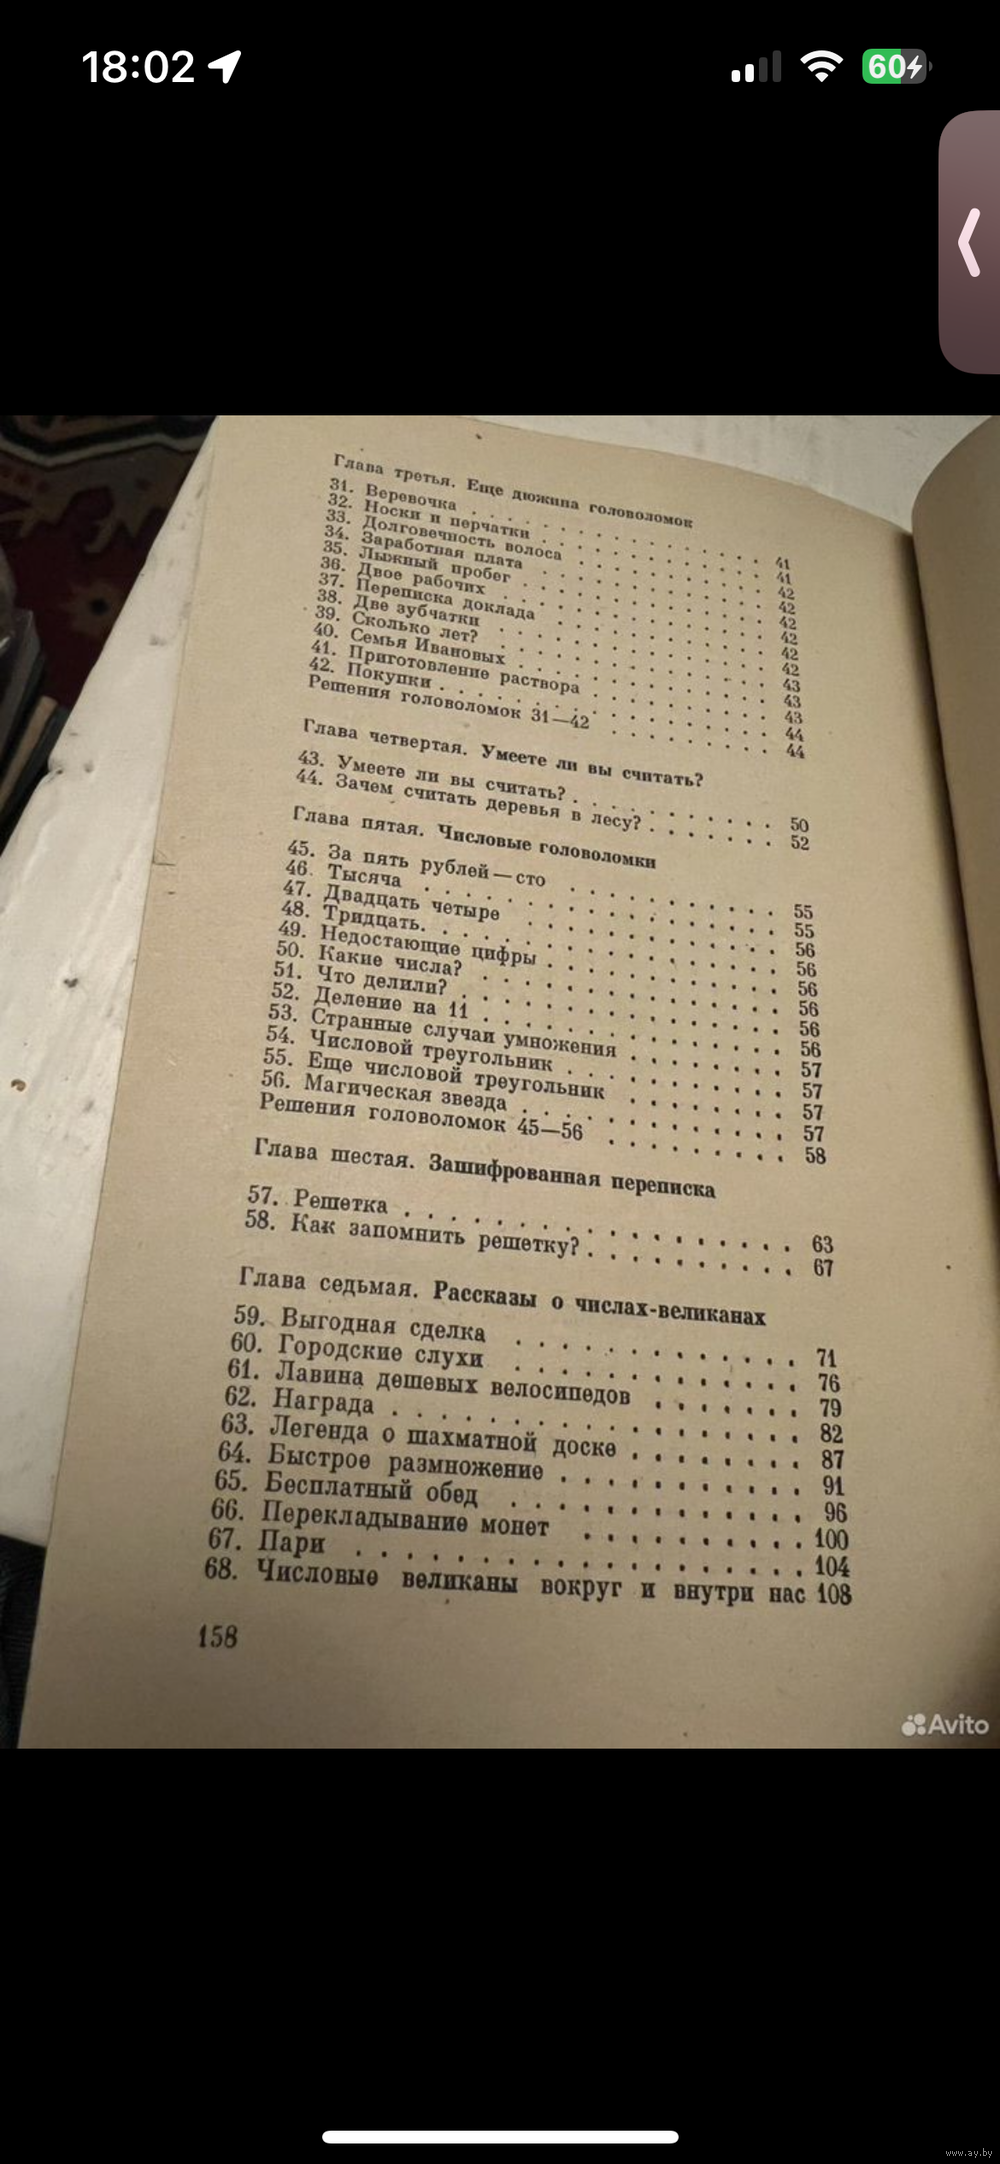 18:02
60
Глава третья. Еще дюжина головоломок
31. Веревочка . . . . . . . . . . . . . . . 41
32. Носки и перчатки . . . . . . . . . . . . 41
33. Долговечность волоса . . . . . . . . . . 42
34. Заработная плата . . . . . . . . . . . . 42
35. Лыжный пробег . . . . . . . . . . . . . 42
36. Двое рабочих . . . . . . . . . . . . . . 42
37. Переписка доклада . . . . . . . . . . . 42
38. Две зубчатки . . . . . . . . . . . . . . 42
39. Сколько лет? . . . . . . . . . . . . . . 43
40. Семья Ивановых . . . . . . . . . . . . . 43
41. Приготовление раствора . . . . . . . . . 43
42. Покупки . . . . . . . . . . . . . . . . 44
Решения головоломок 31—42 . . . . . . . . . 44
Глава четвертая. Умеете ли вы считать?
43. Умеете ли вы считать? . . . . . . . . . 50
44. Зачем считать деревья в лесу? . . . . . . 52
Глава пятая. Числовые головоломки
45. За пять рублей — сто . . . . . . . . . . 55
46. Тысяча . . . . . . . . . . . . . . . . . 55
47. Двадцать четыре . . . . . . . . . . . . 56
48. Тридцать. . . . . . . . . . . . . . . . 56
49. Недостающие цифры . . . . . . . . . . . 56
50. Какие числа? . . . . . . . . . . . . . . 56
51. Что делили? . . . . . . . . . . . . . . 56
52. Деление на 11 . . . . . . . . . . . . . 56
53. Странные случаи умножения . . . . . . . 57
54. Числовой треугольник . . . . . . . . . . 57
55. Еще числовой треугольник . . . . . . . . 57
56. Магическая звезда . . . . . . . . . . . 57
Решения головоломок 45—56 . . . . . . . . . 58
Глава шестая. Зашифрованная переписка
57. Решетка . . . . . . . . . . . . . . . . 63
58. Как запомнить решетку? . . . . . . . . . 67
Глава седьмая. Рассказы о числах-великанах
59. Выгодная сделка . . . . . . . . . . . . 71
60. Городские слухи . . . . . . . . . . . . 76
61. Лавина дешевых велосипедов . . . . . . . 79
62. Награда . . . . . . . . . . . . . . . . 82
63. Легенда о шахматной доске . . . . . . . 87
64. Быстрое размножение . . . . . . . . . . 91
65. Бесплатный обед . . . . . . . . . . . . 96
66. Перекладывание монет . . . . . . . . . 100
67. Пари . . . . . . . . . . . . . . . . . 104
68. Числовые великаны вокруг и внутри нас 108
158
Avito
www.ay.by